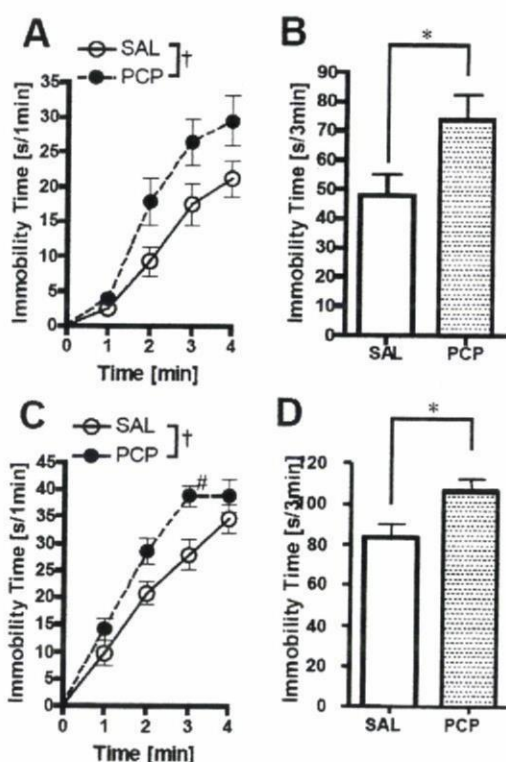 A
SAL
PCP
†
Immobility Time [s/1min]
35
30
25
20
15
10
5
0
0 1 2 3 4
Time [min]
B
*
Immobility Time [s/3min]
90
80
70
60
50
40
30
20
10
0
SAL PCP
C
SAL
PCP
†
#
Immobility Time [s/1min]
45
40
35
30
25
20
15
10
5
0
0 1 2 3 4
Time [min]
D
*
Immobility Time [s/3min]
120
100
80
60
40
20
0
SAL PCP